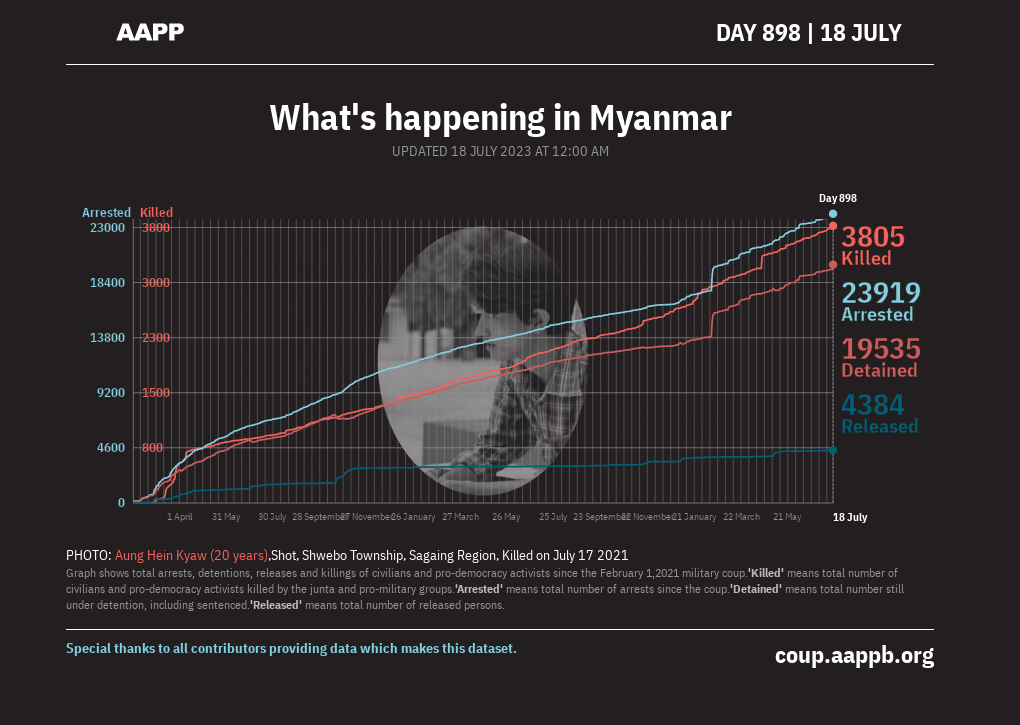 AAPP
DAY 898 | 18 JULY
What's happening in Myanmar
UPDATED 18 JULY 2023 AT 12:00 AM
Day 898
Arrested Killed
23000 3800
18400 3000
13800 2300
9200 1500
4600 800
0
3805
Killed
23919
Arrested
19535
Detained
4384
Released
1 April 31 May 30 July 28 September 27 November 26 January 27 March 26 May 25 July 23 September 22 November 21 January 22 March 21 May 18 July
PHOTO: Aung Hein Kyaw (20 years),Shot, Shwebo Township, Sagaing Region, Killed on July 17 2021
Graph shows total arrests, detentions, releases and killings of civilians and pro-democracy activists since the February 1,2021 military coup.'Killed' means total number of
civilians and pro-democracy activists killed by the junta and pro-military groups.'Arrested' means total number of arrests since the coup.'Detained' means total number still
under detention, including sentenced.'Released' means total number of released persons.
Special thanks to all contributors providing data which makes this dataset.
coup.aappb.org